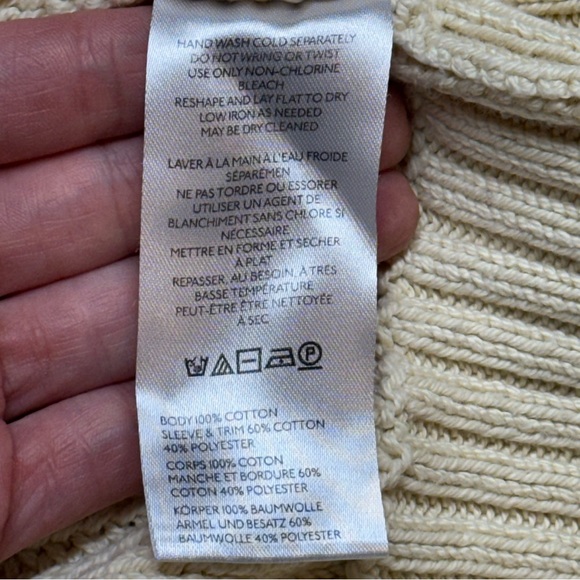 HAND WASH COLD SEPARATELY
DO NOT WRING OR TWIST
USE ONLY NON-CHLORINE
BLEACH
RESHAPE AND LAY FLAT TO DRY
LOW IRON AS NEEDED
MAY BE DRY CLEANED
LAVER À LA MAIN À L'EAU FROIDE
SÉPARÉMEN
NE PAS TORDRE OU ESSORER
UTILISER UN AGENT DE
BLANCHIMENT SANS CHLORE SI
NÉCESSAIRE
METTRE EN FORME ET SECHER
À PLAT
REPASSER, AU BESOIN, À TRÈS
BASSE TEMPÉRATURE
PEUT-ÊTRE ÊTRE NETTOYÉE
À SEC
P
BODY 100% COTTON
SLEEVE & TRIM 60% COTTON
40% POLYESTER
CORPS 100% COTON
MANCHE ET BORDURE 60%
COTON 40% POLYESTER
KÖRPER 100% BAUMWOLLE
ARMEL UND BESATZ 60%
BAUMWOLLE 40% POLYESTER